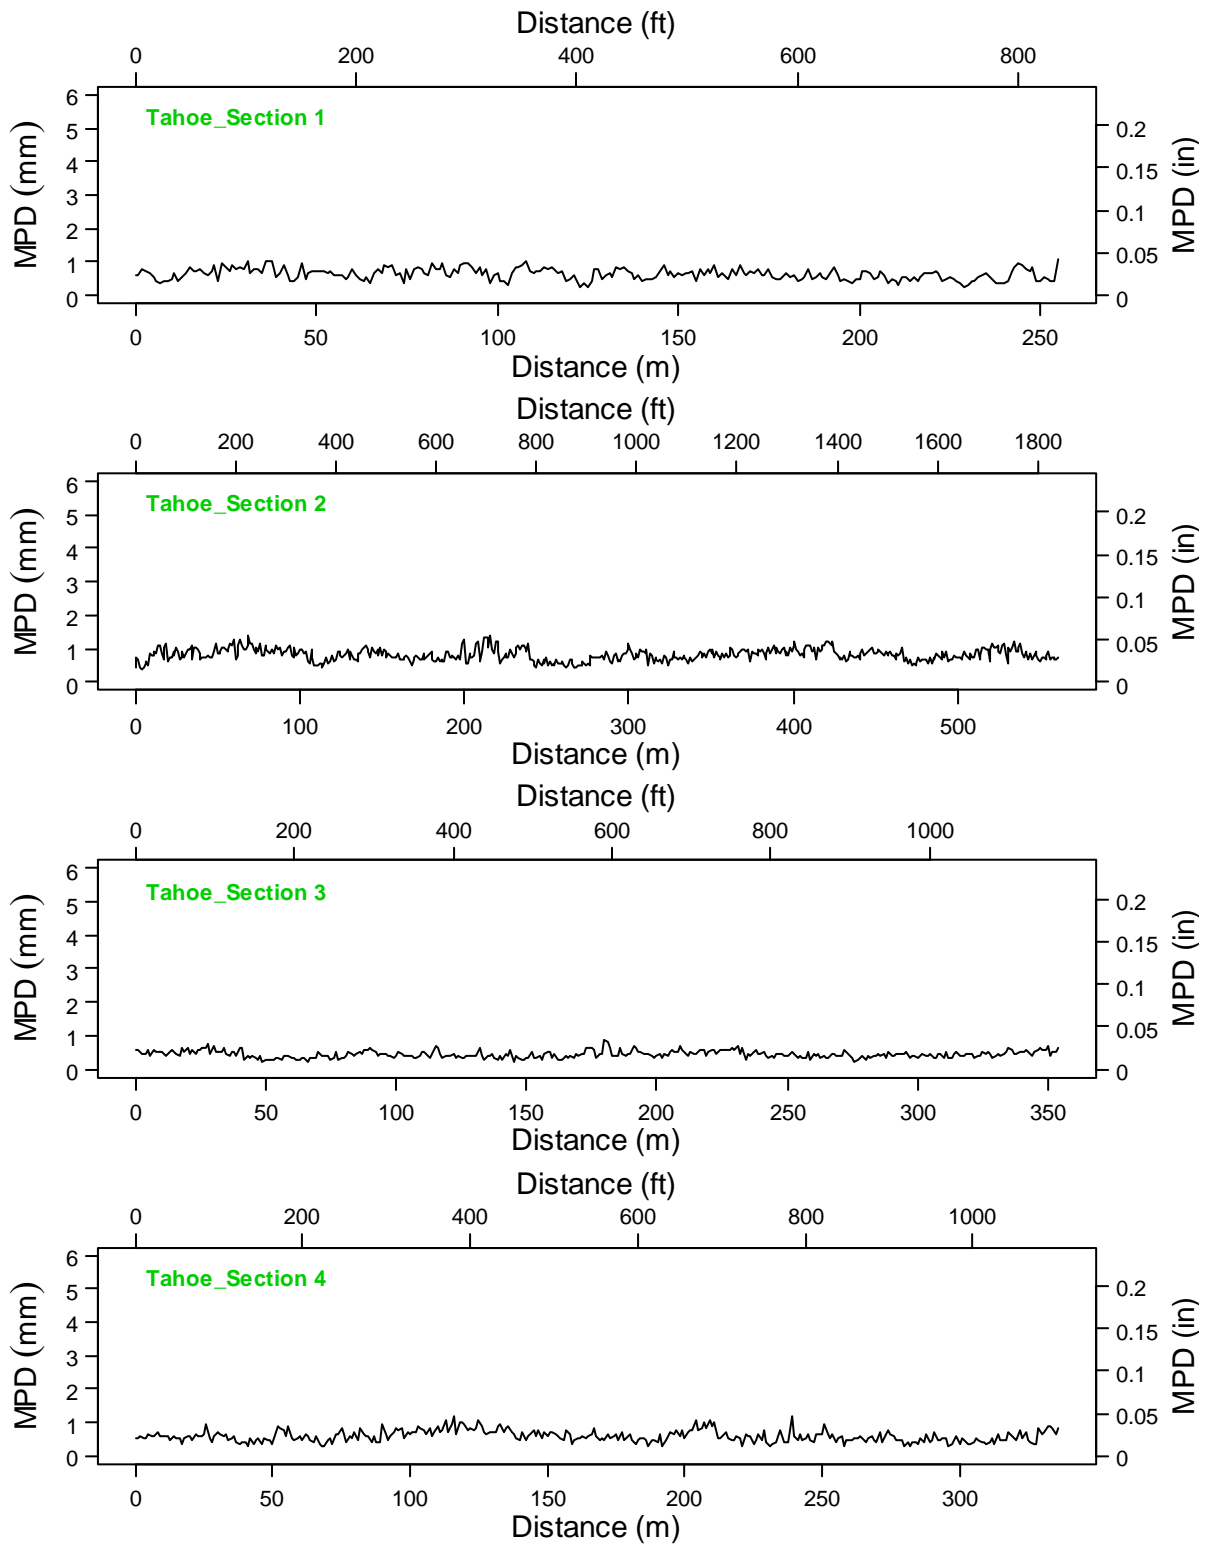 Distance (ft)
0 200 400 600 800
Tahoe_Section 1
MPD (mm)
6
5
4
3
2
1
0
MPD (in)
0.2
0.15
0.1
0.05
0
0 50 100 150 200 250
Distance (m)
Distance (ft)
0 200 400 600 800 1000 1200 1400 1600 1800
Tahoe_Section 2
MPD (mm)
6
5
4
3
2
1
0
MPD (in)
0.2
0.15
0.1
0.05
0
0 100 200 300 400 500
Distance (m)
Distance (ft)
0 200 400 600 800 1000
Tahoe_Section 3
MPD (mm)
6
5
4
3
2
1
0
MPD (in)
0.2
0.15
0.1
0.05
0
0 50 100 150 200 250 300 350
Distance (m)
Distance (ft)
0 200 400 600 800 1000
Tahoe_Section 4
MPD (mm)
6
5
4
3
2
1
0
MPD (in)
0.2
0.15
0.1
0.05
0
0 50 100 150 200 250 300
Distance (m)